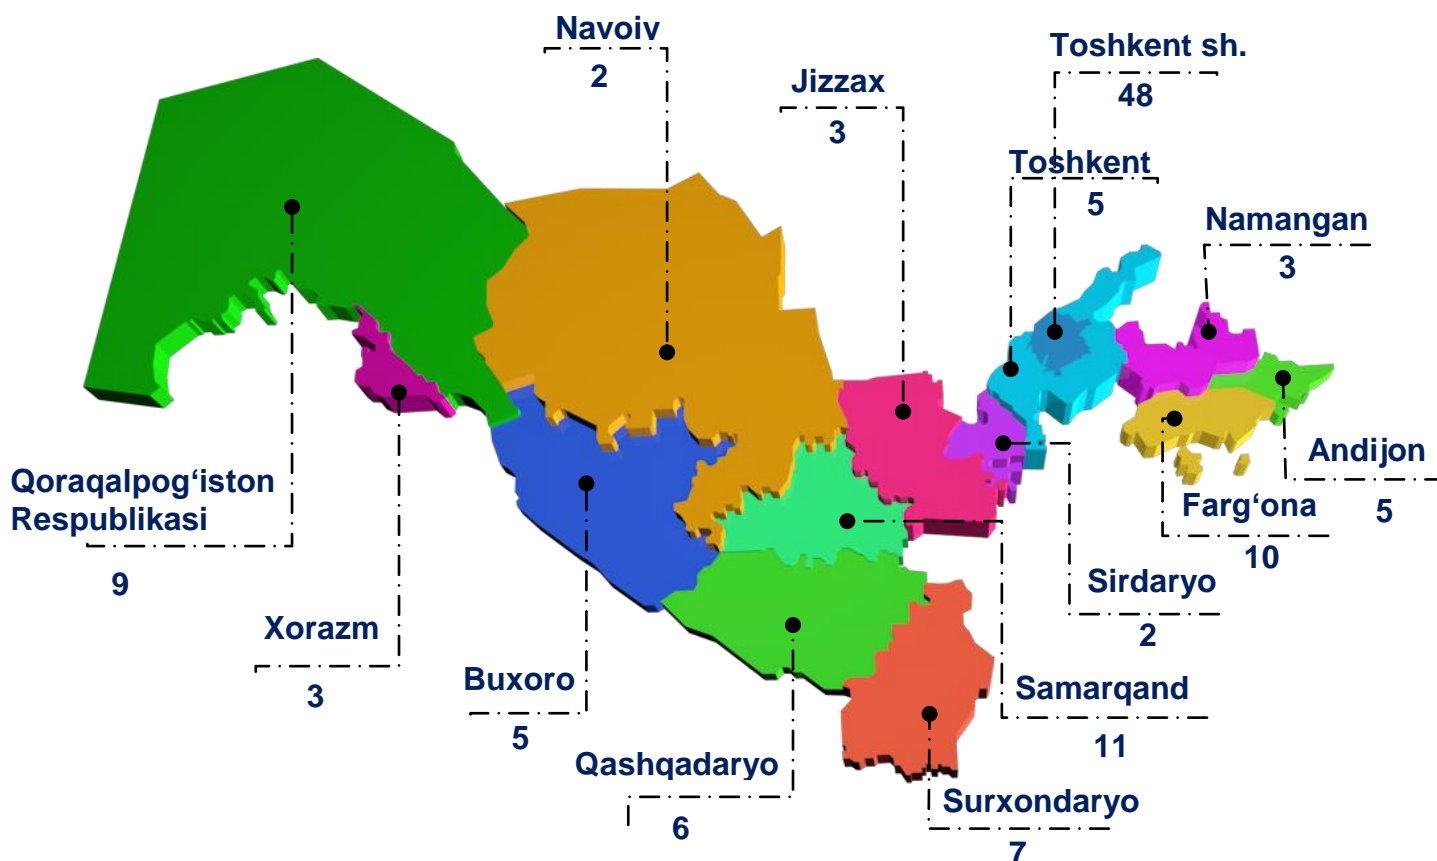 Navoiy
2
Toshkent sh.
48
Jizzax
3
Toshkent
5
Namangan
3
Qoraqalpog‘iston
Respublikasi
9
Xorazm
3
Buxoro
5
Qashqadaryo
6
Surxondaryo
7
Samarqand
11
Sirdaryo
2
Farg‘ona
10
Andijon
5